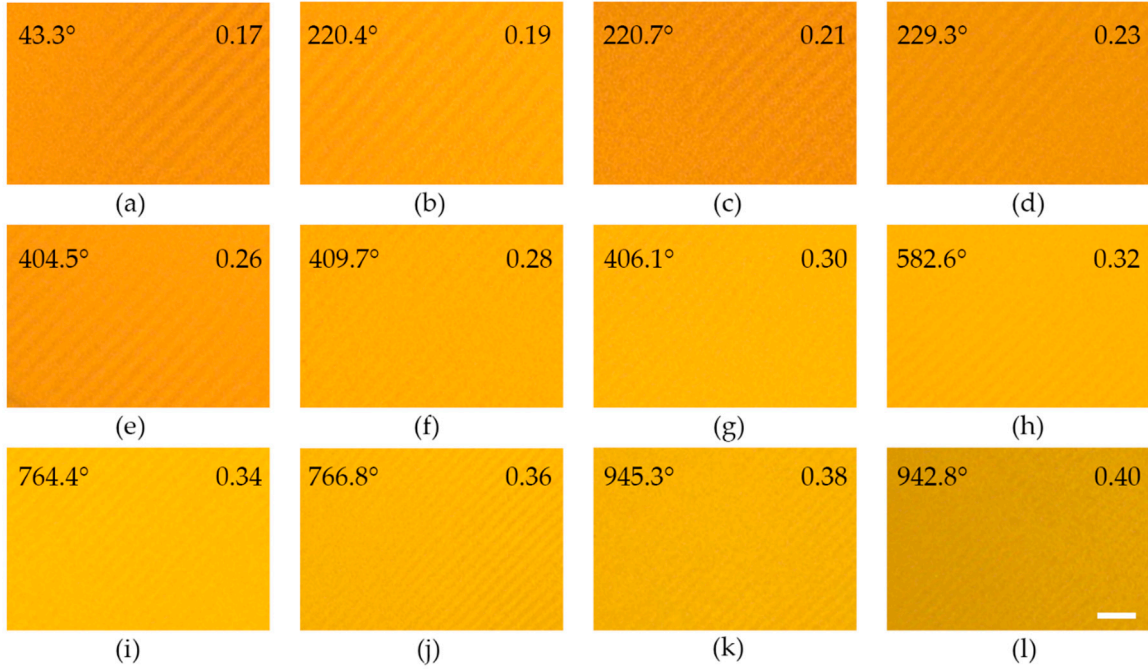 43.3° 0.17 220.4° 0.19 220.7° 0.21 229.3° 0.23
(a) (b) (c) (d)
404.5° 0.26 409.7° 0.28 406.1° 0.30 582.6° 0.32
(e) (f) (g) (h)
764.4° 0.34 766.8° 0.36 945.3° 0.38 942.8° 0.40
(i) (j) (k) (l)